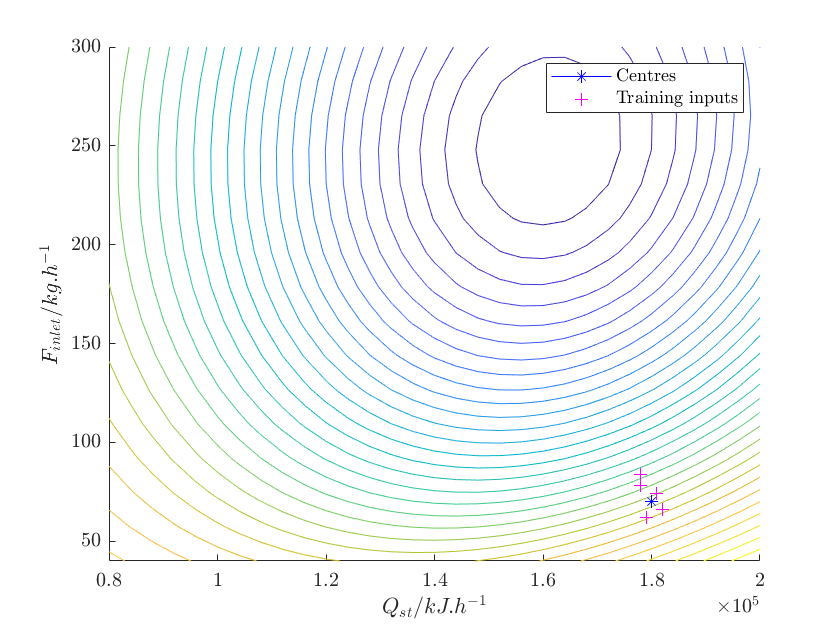 300
250
200
150
100
50
F_{inlet}/kg.h^{-1}
Centres
Training inputs
0.8 1 1.2 1.4 1.6 1.8 2
Q_{st}/kJ.h^{-1}
×10^5